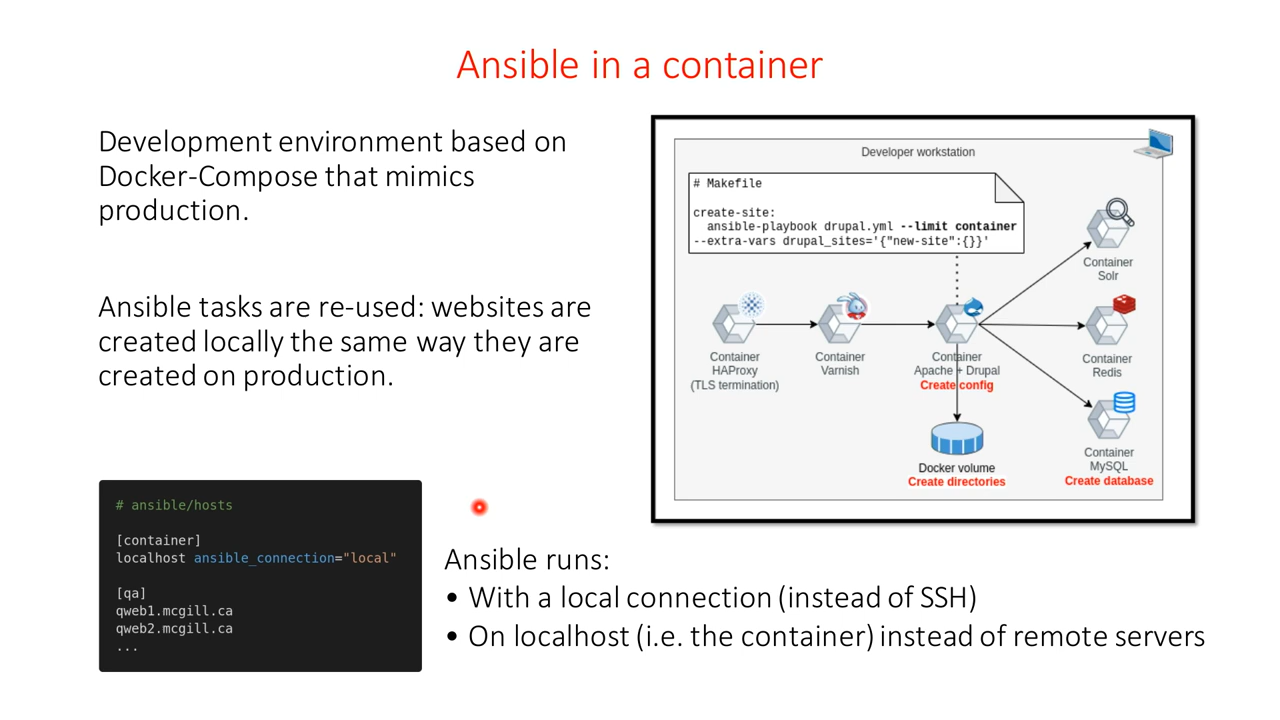 Ansible in a container
Development environment based on
Docker-Compose that mimics
production.
Ansible tasks are re-used: websites are
created locally the same way they are
created on production.
# ansible/hosts
[container]
localhost ansible_connection="local"
[qa]
qweb1.mcgill.ca
qweb2.mcgill.ca
...
Developer workstation
# Makefile
create-site:
ansible-playbook drupal.yml --limit container
--extra-vars drupal_sites='{"new-site":{}}'
Container
HAProxy
(TLS termination)
Container
Varnish
Container
Apache + Drupal
Create config
Container
Solr
Container
Redis
Container
MySQL
Create database
Docker volume
Create directories
Ansible runs:
• With a local connection (instead of SSH)
• On localhost (i.e. the container) instead of remote servers